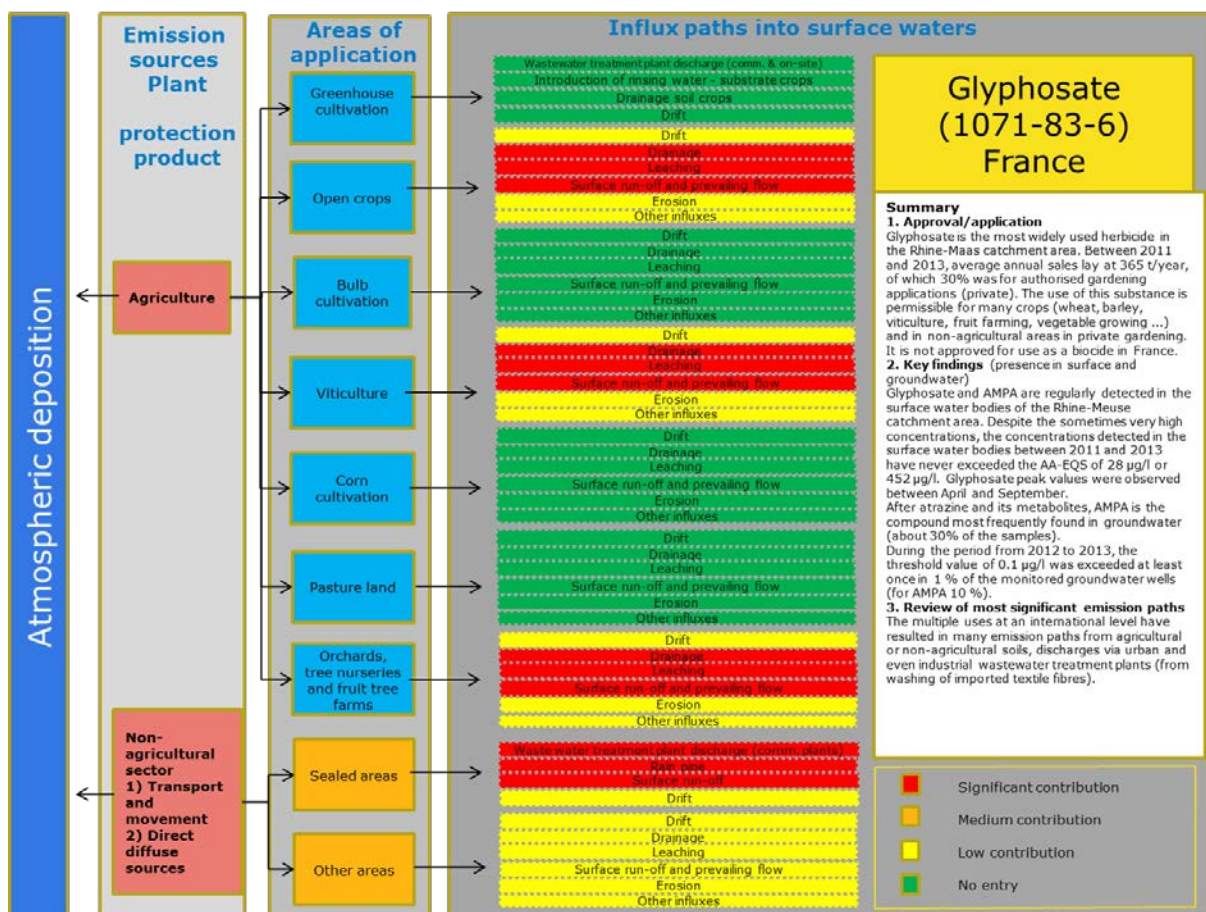 Atmospheric deposition
Emission
sources
Plant
protection
product
Agriculture
Non-
agricultural
sector
1) Transport
and
movement
2) Direct
diffuse
sources
Areas of
application
Greenhouse
cultivation
Open crops
Bulb
cultivation
Viticulture
Corn
cultivation
Pasture land
Orchards,
tree nurseries
and fruit tree
farms
Sealed areas
Other areas
Influx paths into surface waters
Wastewater treatment plant discharge (comm. & on-site)
Introduction of rinsing water - substrate crops
Drainage soil crops
Drift
Drift
Drainage
Leaching
Surface run-off and prevailing flow
Erosion
Other influxes
Drift
Drainage
Leaching
Surface run-off and prevailing flow
Erosion
Other influxes
Drift
Drainage
Leaching
Surface run-off and prevailing flow
Erosion
Other influxes
Drift
Drainage
Leaching
Surface run-off and prevailing flow
Erosion
Other influxes
Drift
Drainage
Leaching
Surface run-off and prevailing flow
Erosion
Other influxes
Drift
Drainage
Leaching
Surface run-off and prevailing flow
Erosion
Other influxes
Waste water treatment plant discharge (comm. plants)
Rain pipe
Surface run-off
Drift
Drift
Drainage
Leaching
Surface run-off and prevailing flow
Erosion
Other influxes
Glyphosate
(1071-83-6)
France
Summary
1. Approval/application
Glyphosate is the most widely used herbicide in
the Rhine-Maas catchment area. Between 2011
and 2013, average annual sales lay at 365 t/year,
of which 30% was for authorised gardening
applications (private). The use of this substance is
permissible for many crops (wheat, barley,
viticulture, fruit farming, vegetable growing ...)
and in non-agricultural areas in private gardening.
It is not approved for use as a biocide in France.
2. Key findings (presence in surface and
groundwater)
Glyphosate and AMPA are regularly detected in the
surface water bodies of the Rhine-Meuse
catchment area. Despite the sometimes very high
concentrations, the concentrations detected in the
surface water bodies between 2011 and 2013
have never exceeded the AA-EQS of 28 µg/l or
452 µg/l. Glyphosate peak values were observed
between April and September.
After atrazine and its metabolites, AMPA is the
compound most frequently found in groundwater
(about 30% of the samples).
During the period from 2012 to 2013, the
threshold value of 0.1 µg/l was exceeded at least
once in 1 % of the monitored groundwater wells
(for AMPA 10 %).
3. Review of most significant emission paths
The multiple uses at an international level have
resulted in many emission paths from agricultural
or non-agricultural soils, discharges via urban and
even industrial wastewater treatment plants (from
washing of imported textile fibres).
Significant contribution
Medium contribution
Low contribution
No entry